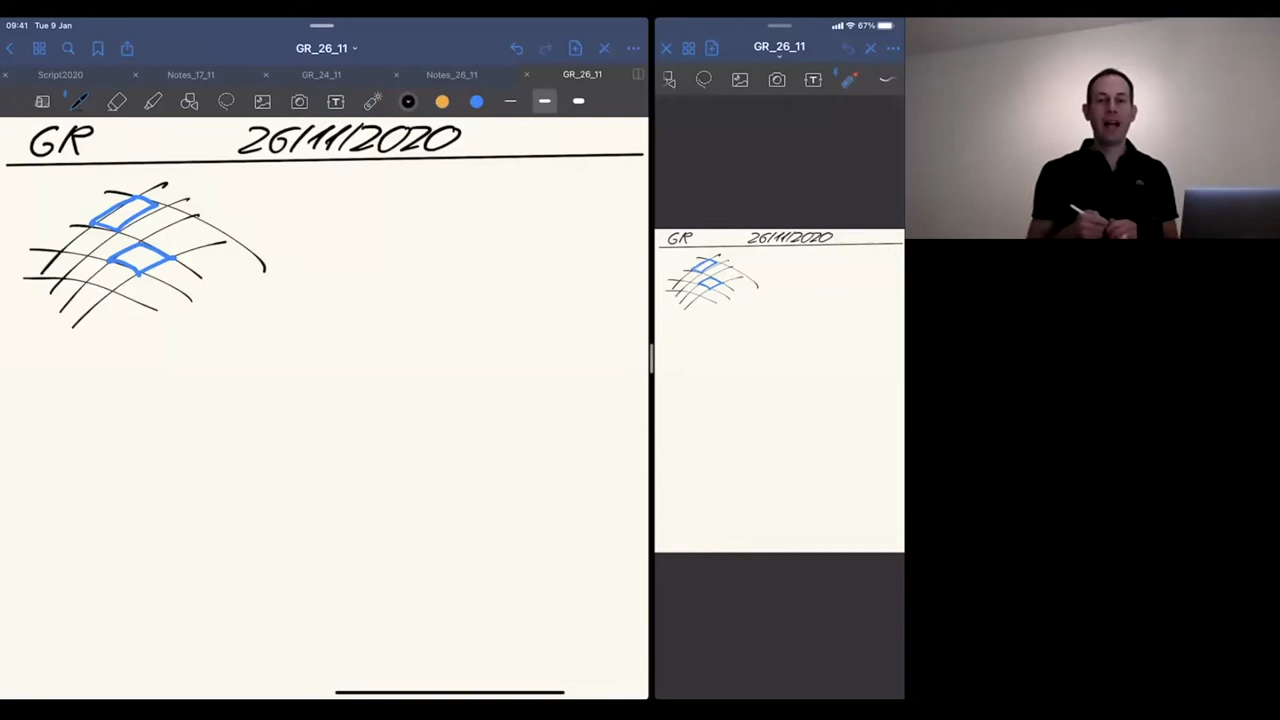 09:41 Tue 9 Jan
GR_26_11
Script2020
Notes_17_11
GR_24_11
Notes_26_11
GR_26_11
GR 26/11/2020
67%
GR_26_11
GR 26/11/2020